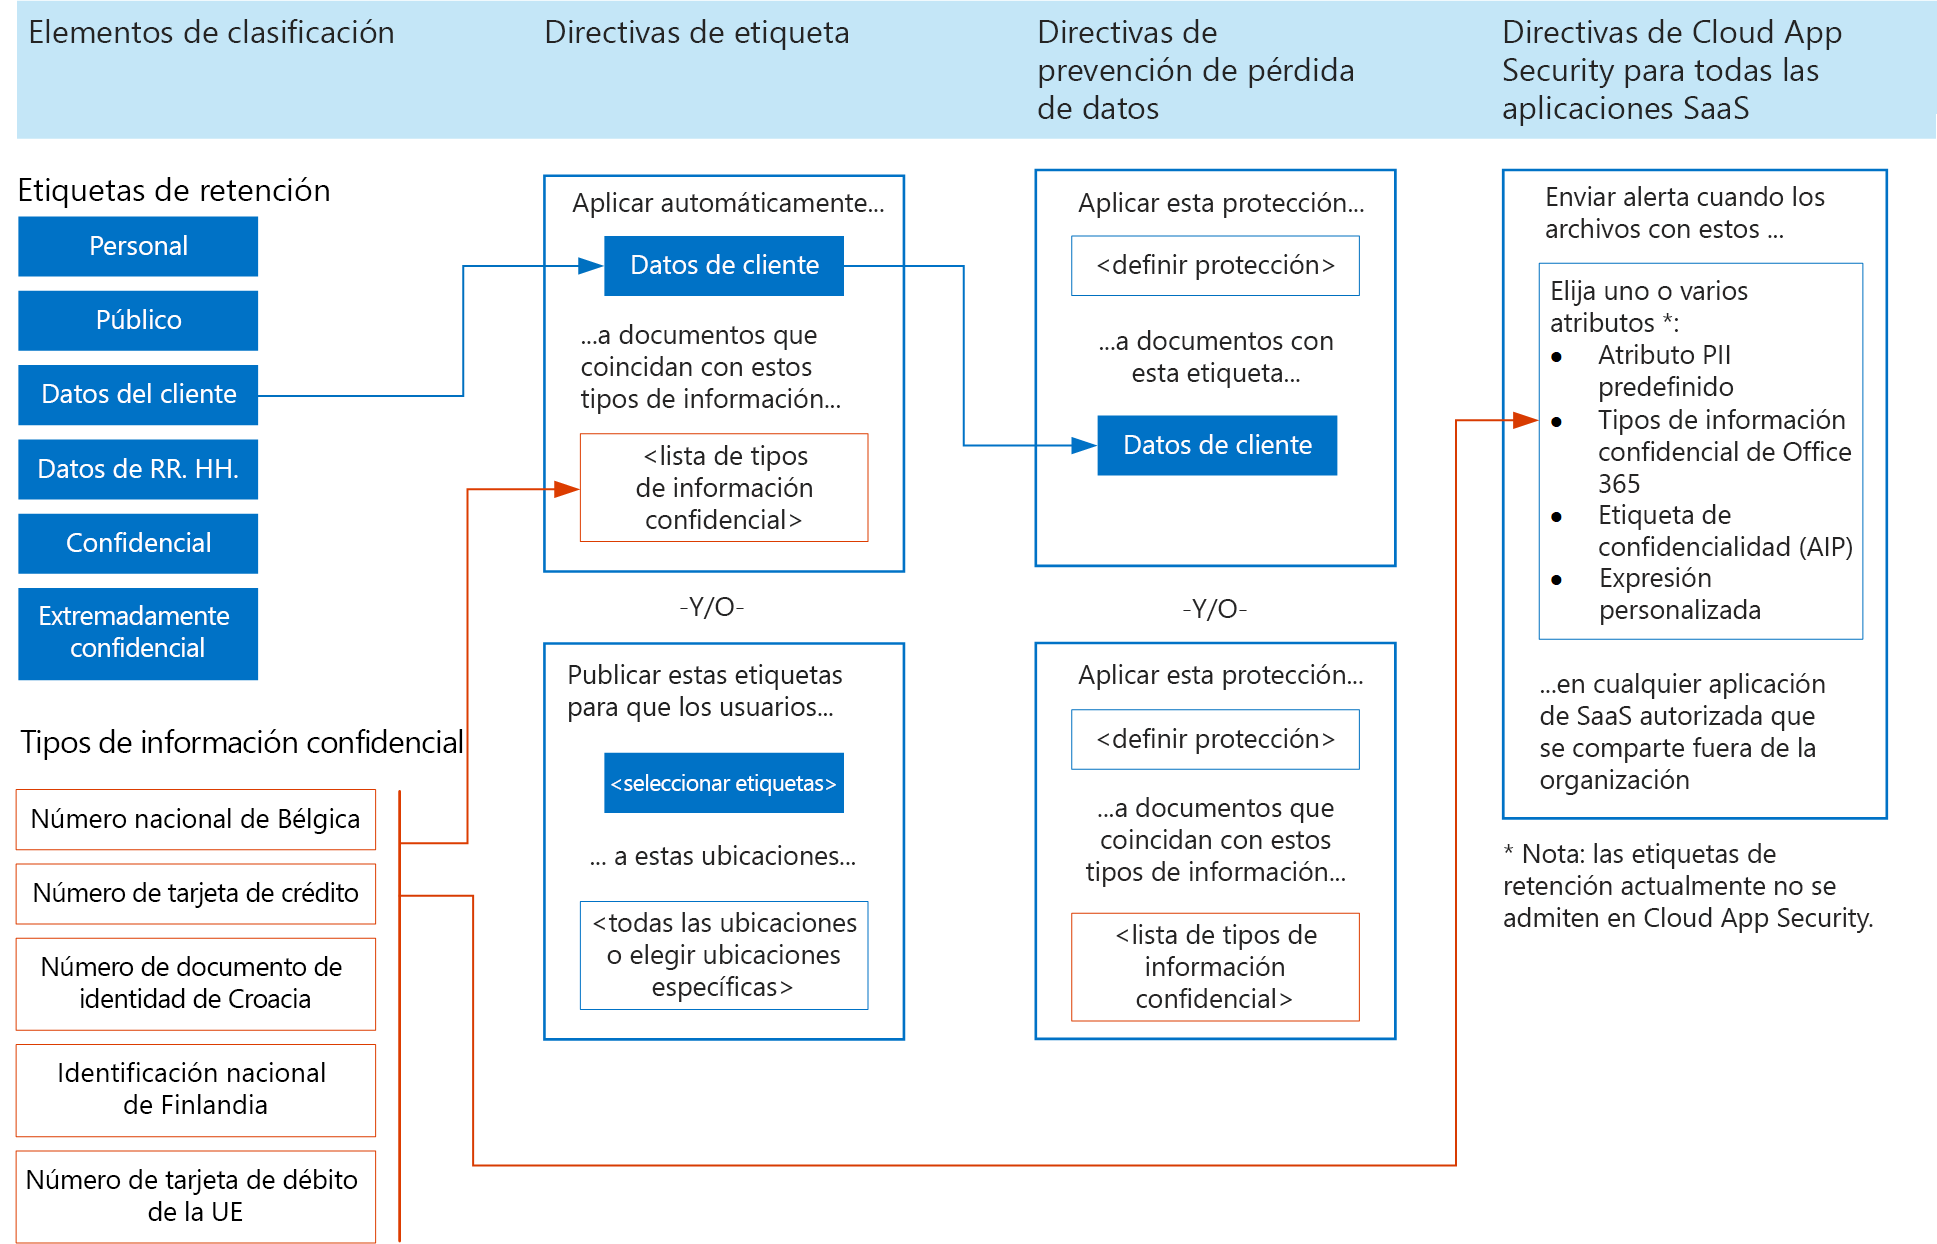 Elementos de clasificación
Directivas de etiqueta
Directivas de
prevención de pérdida
de datos
Directivas de Cloud App
Security para todas las
aplicaciones SaaS
Etiquetas de retención
Personal
Público
Datos del cliente
Datos de RR. HH.
Confidencial
Extremadamente
confidencial
Tipos de información confidencial
Número nacional de Bélgica
Número de tarjeta de crédito
Número de documento de
identidad de Croacia
Identificación nacional
de Finlandia
Número de tarjeta de débito
de la UE
Aplicar automáticamente...
Datos de cliente
...a documentos que
coincidan con estos
tipos de información...
<lista de tipos
de información
confidencial>
-Y/O-
Publicar estas etiquetas
para que los usuarios...
<seleccionar etiquetas>
... a estas ubicaciones...
<todas las ubicaciones
o elegir ubicaciones
específicas>
Aplicar esta protección...
<definir protección>
...a documentos con
esta etiqueta...
Datos de cliente
-Y/O-
Aplicar esta protección...
<definir protección>
...a documentos que
coincidan con estos
tipos de información...
<lista de tipos de
información
confidencial>
Enviar alerta cuando los
archivos con estos ...
Elija uno o varios
atributos *:
● Atributo PII
predefinido
● Tipos de información
confidencial de Office
365
● Etiqueta de
confidencialidad (AIP)
● Expresión
personalizada
...en cualquier aplicación
de SaaS autorizada que
se comparte fuera de la
organización
* Nota: las etiquetas de
retención actualmente no se
admiten en Cloud App Security.